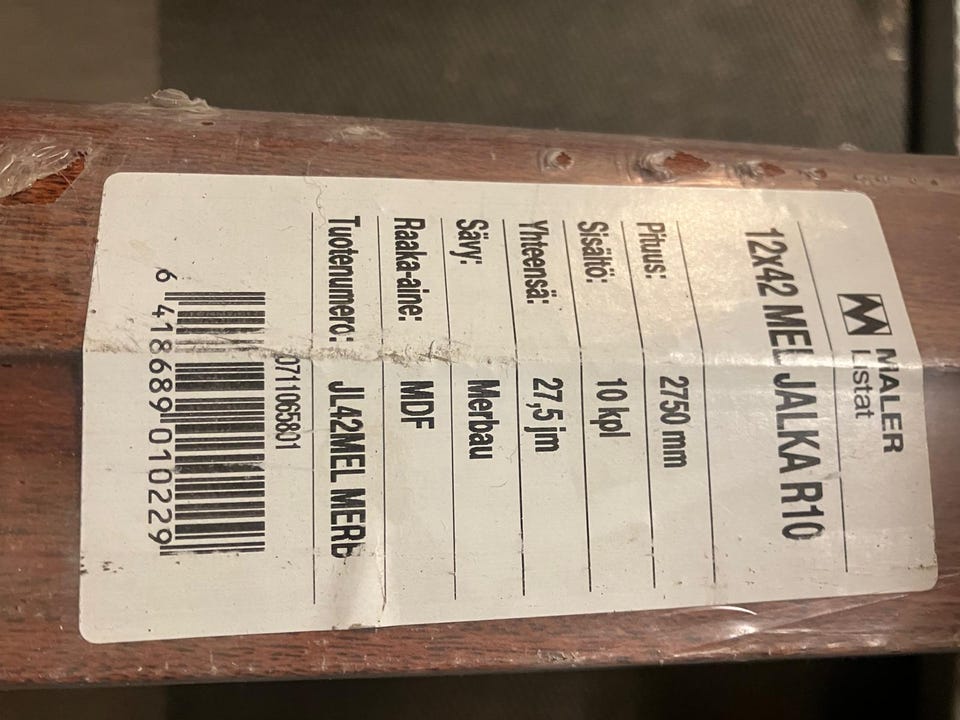 MALER
Listat
12x42 MEL JALKA R10
Pituus: 2750 mm
Sisältö: 10 kpl
Yhteensä: 27,5 jm
Sävy: Merbau
Raaka-aine: MDF
Tuotenumero: JL42MEL MERB
0711065801
6 418689 010229